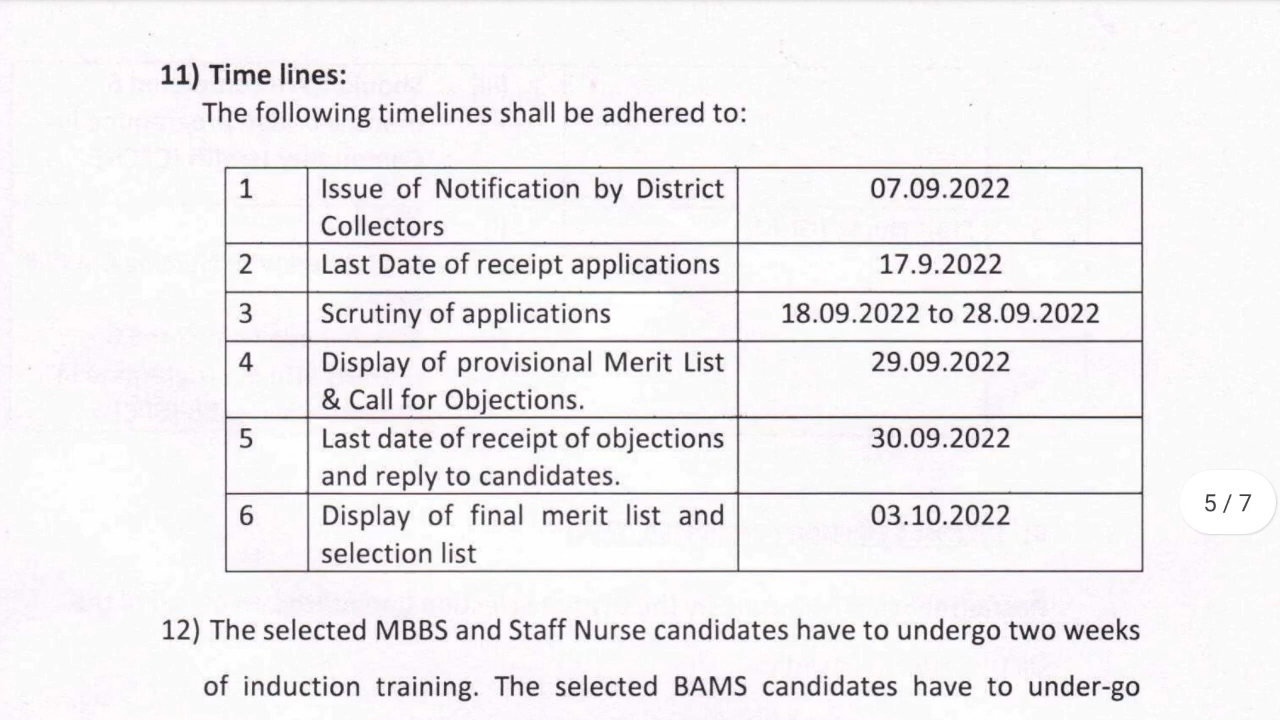 11) Time lines:
The following timelines shall be adhered to:
1 Issue of Notification by District 07.09.2022
Collectors
2 Last Date of receipt applications 17.9.2022
3 Scrutiny of applications 18.09.2022 to 28.09.2022
4 Display of provisional Merit List 29.09.2022
& Call for Objections.
5 Last date of receipt of objections 30.09.2022
and reply to candidates.
6 Display of final merit list and 03.10.2022
selection list
5 / 7
12) The selected MBBS and Staff Nurse candidates have to undergo two weeks
of induction training. The selected BAMS candidates have to under-go